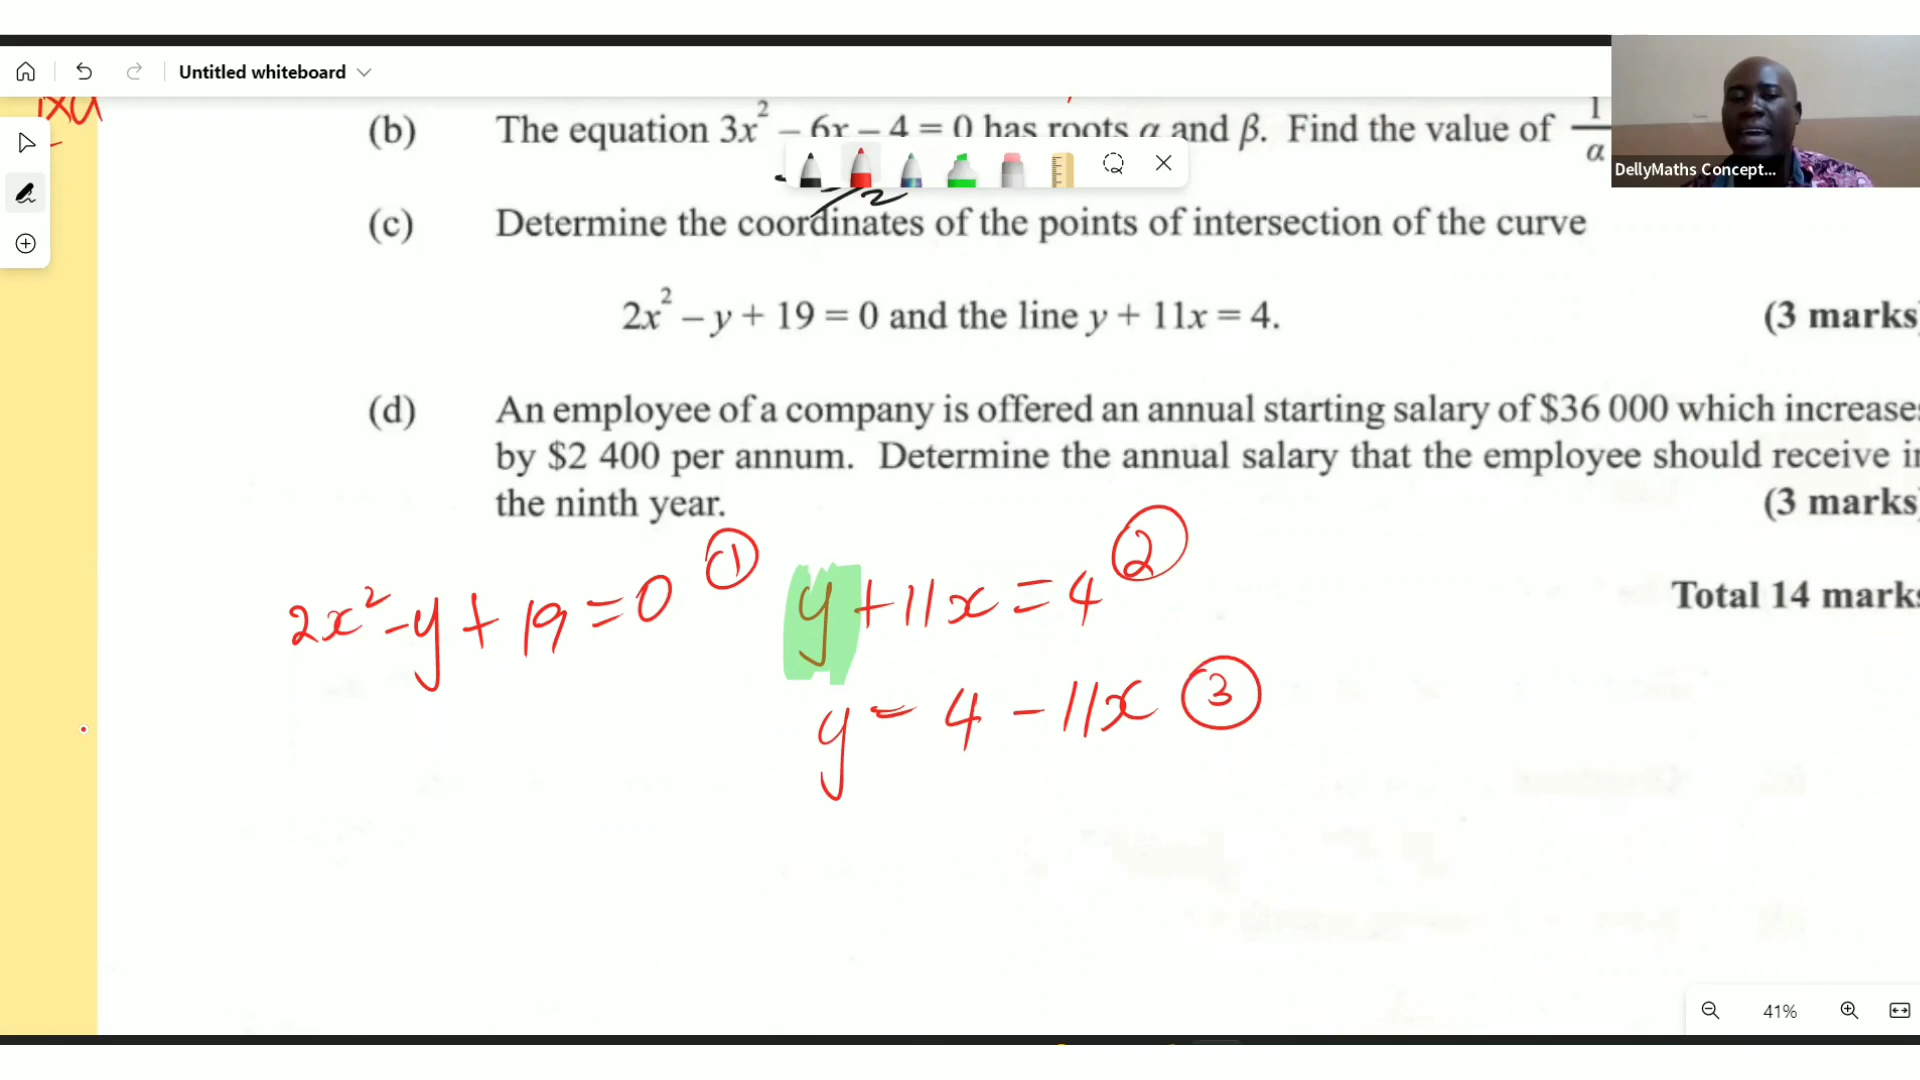 Untitled whiteboard
(b) The equation 3x² – 6x – 4 = 0 has roots α and β. Find the value of 1/α
DellyMaths Concept...
(c) Determine the coordinates of the points of intersection of the curve
2x² – y + 19 = 0 and the line y + 11x = 4. (3 marks)
(d) An employee of a company is offered an annual starting salary of $36 000 which increases
by $2 400 per annum. Determine the annual salary that the employee should receive in
the ninth year. (3 marks)
Total 14 marks
2x² - y + 19 = 0 ① y + 11x = 4 ②
y = 4 - 11x ③
41%